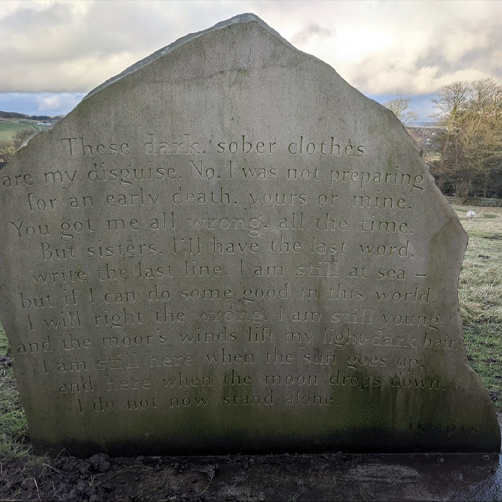 These dark, sober clothes
are my disguise. No, I was not preparing
for an early death, yours or mine.
You got me all wrong, all the time.
But sisters, I'll have the last word,
write the last line. I am still at sea –
but if I can do some good in this world
I will right the wrong. I am still young,
and the moor's winds lift my light-dark hair.
I am still here when the sun goes up,
and here when the moon drops down.
I do not now stand alone.
JK 2018